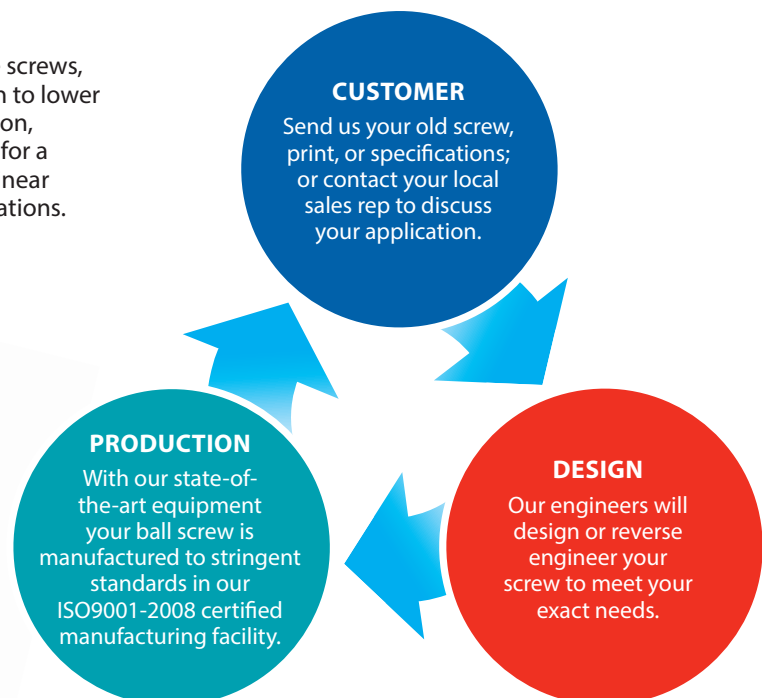 screws,
to lower
on,
for a
near
ations.
CUSTOMER
Send us your old screw,
print, or specifications;
or contact your local
sales rep to discuss
your application.
PRODUCTION
With our state-of-
the-art equipment
your ball screw is
manufactured to stringent
standards in our
ISO9001-2008 certified
manufacturing facility.
DESIGN
Our engineers will
design or reverse
engineer your
screw to meet your
exact needs.